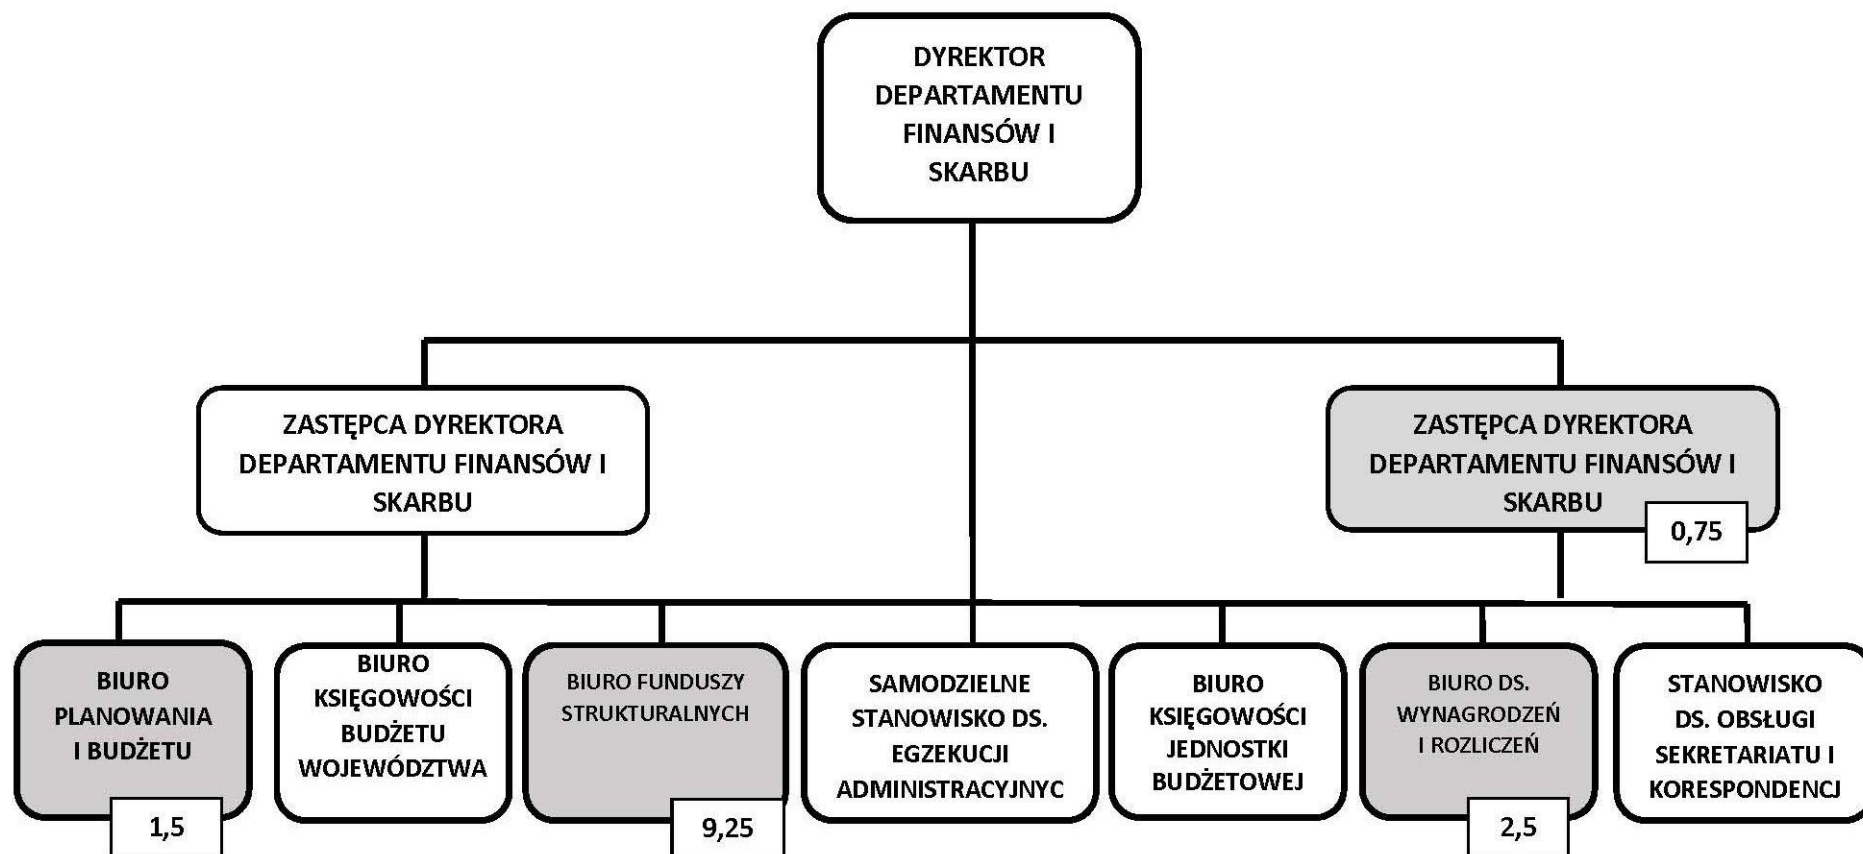 DYREKTOR
DEPARTAMENTU
FINANSÓW I
SKARBU
ZASTĘPCA DYREKTORA
DEPARTAMENTU FINANSÓW I
SKARBU
ZASTĘPCA DYREKTORA
DEPARTAMENTU FINANSÓW I
SKARBU
0,75
BIURO
PLANOWANIA
I BUDŻETU
1,5
BIURO
KSIĘGOWOŚCI
BUDŻETU
WOJEWÓDZTWA
BIURO FUNDUSZY
STRUKTURALNYCH
9,25
SAMODZIELNE
STANOWISKO DS.
EGZEKUCJI
ADMINISTRACYJNYC
BIURO
KSIĘGOWOŚCI
JEDNOSTKI
BUDŻETOWEJ
BIURO DS.
WYNAGRODZEŃ
I ROZLICZEŃ
2,5
STANOWISKO
DS. OBSŁUGI
SEKRETARIATU I
KORESPONDENCJ